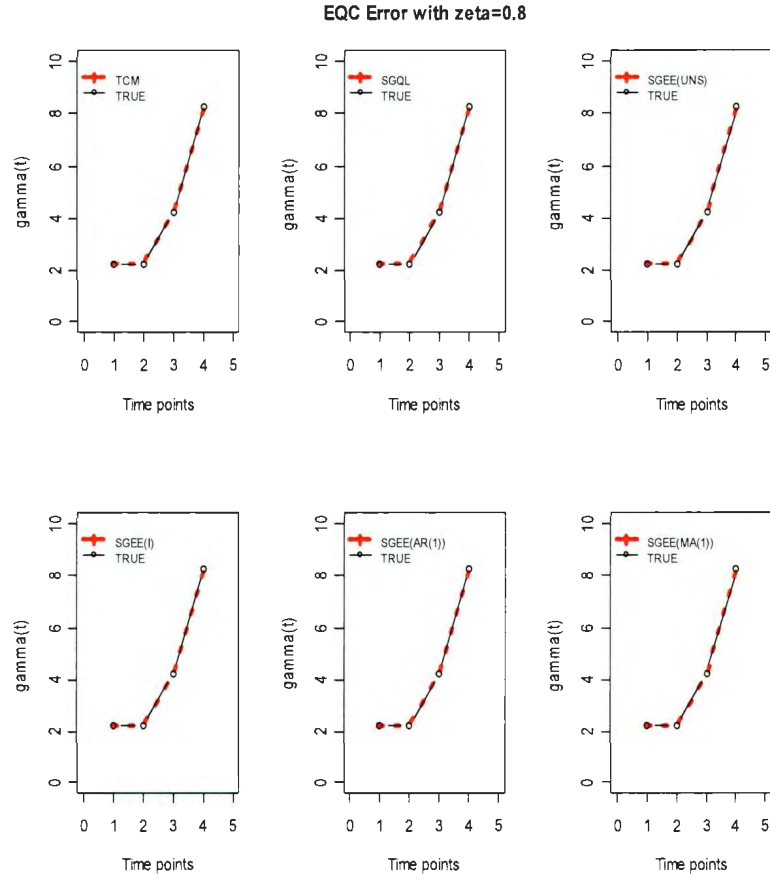 EQC Error with zeta=0.8
10
8
6
4
2
0
gamma(t)
TCM
TRUE
0 1 2 3 4 5
Time points
10
8
6
4
2
0
gamma(t)
SGQL
TRUE
0 1 2 3 4 5
Time points
10
8
6
4
2
0
gamma(t)
SGEE(UNS)
TRUE
0 1 2 3 4 5
Time points
10
8
6
4
2
0
gamma(t)
SGEE(I)
TRUE
0 1 2 3 4 5
Time points
10
8
6
4
2
0
gamma(t)
SGEE(AR(1))
TRUE
0 1 2 3 4 5
Time points
10
8
6
4
2
0
gamma(t)
SGEE(MA(1))
TRUE
0 1 2 3 4 5
Time points